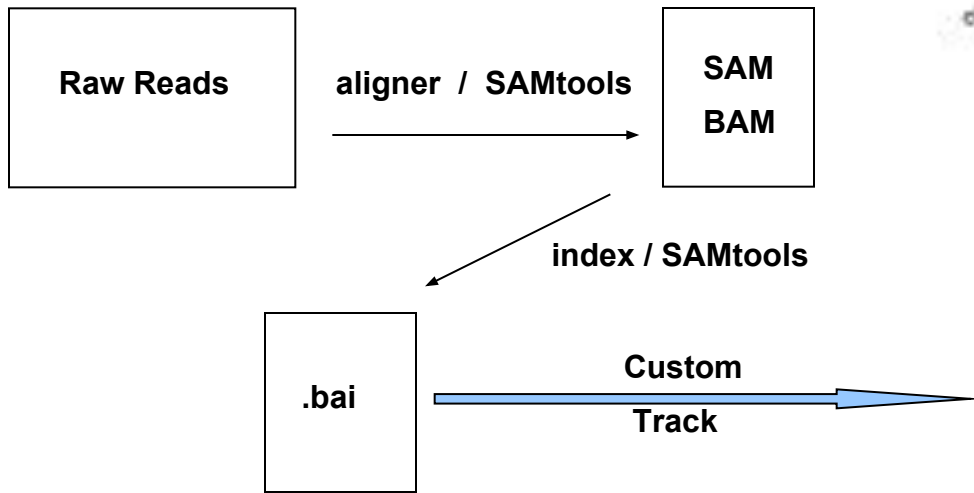 Raw Reads
aligner / SAMtools
SAM
BAM
index / SAMtools
.bai
Custom
Track